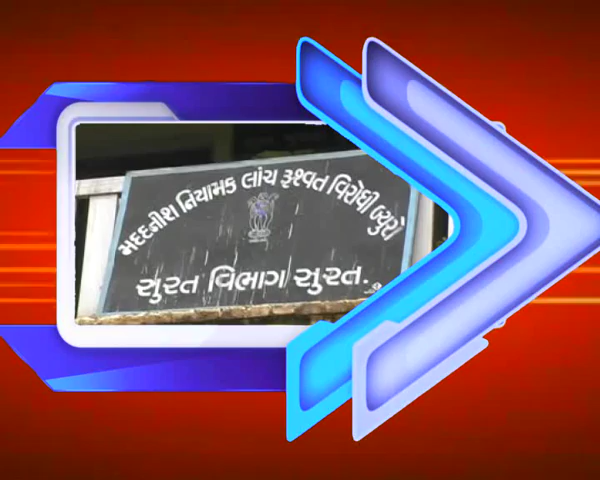 મદદનીશ નિયામક લાંચ રૂશ્વત વિરોધી બ્યુરો
સુરત વિભાગ સુરત.